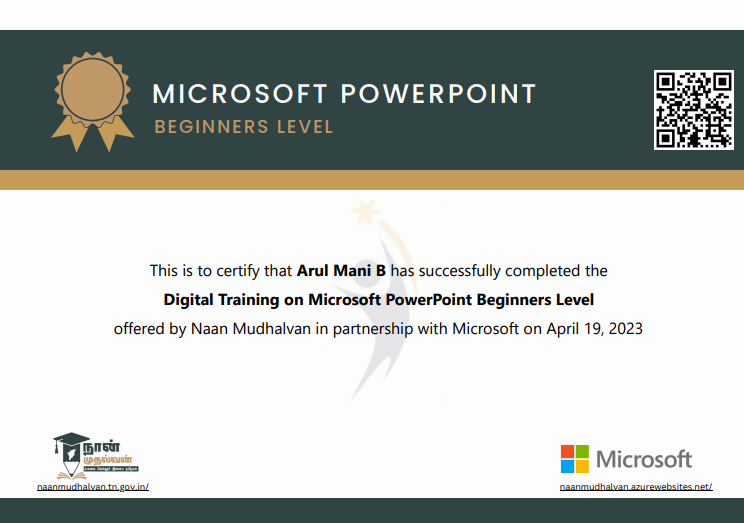 MICROSOFT POWERPOINT
BEGINNERS LEVEL
This is to certify that Arul Mani B has successfully completed the
Digital Training on Microsoft PowerPoint Beginners Level
offered by Naan Mudhalvan in partnership with Microsoft on April 19, 2023
நான்
முதல்வன்
naanmudhalvan.tn.gov.in/
Microsoft
naanmudhalvan.azurewebsites.net/